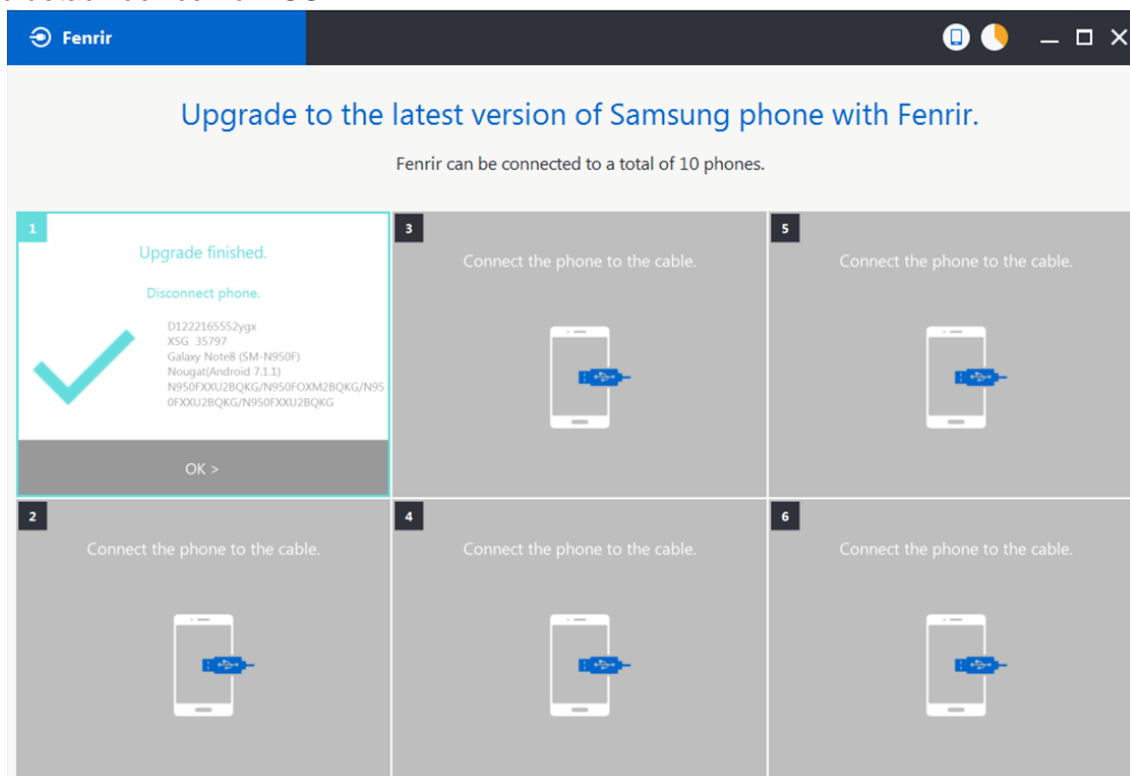 Fenrir
Upgrade to the latest version of Samsung phone with Fenrir.
Fenrir can be connected to a total of 10 phones.
1
Upgrade finished.
Disconnect phone.
D1222165552ygx
XSG 35797
Galaxy Note8 (SM-N950F)
Nougat(Android 7.1.1)
N950FXXU2BQKG/N950FOXM2BQKG/N95
0FXXU2BQKG/N950FXXU2BQKG
OK >
2
Connect the phone to the cable.
3
Connect the phone to the cable.
4
Connect the phone to the cable.
5
Connect the phone to the cable.
6
Connect the phone to the cable.